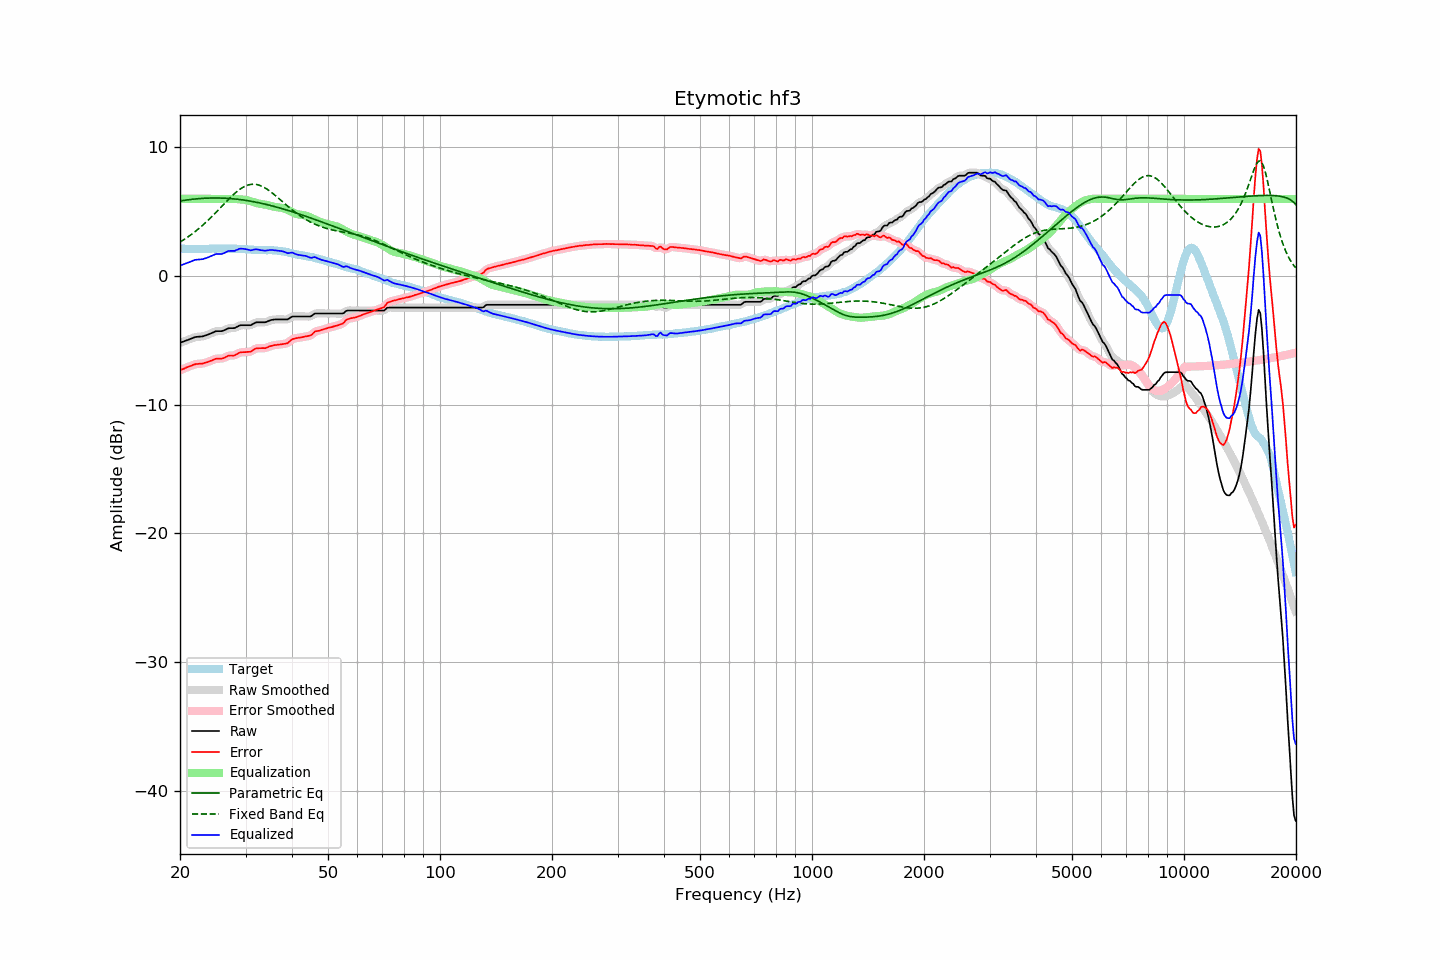 Etymotic hf3
10
0
−10
−20
−30
−40
Amplitude (dBr)
Target
Raw Smoothed
Error Smoothed
Raw
Error
Equalization
Parametric Eq
Fixed Band Eq
Equalized
20 50 100 200 500 1000 2000 5000 10000 20000
Frequency (Hz)